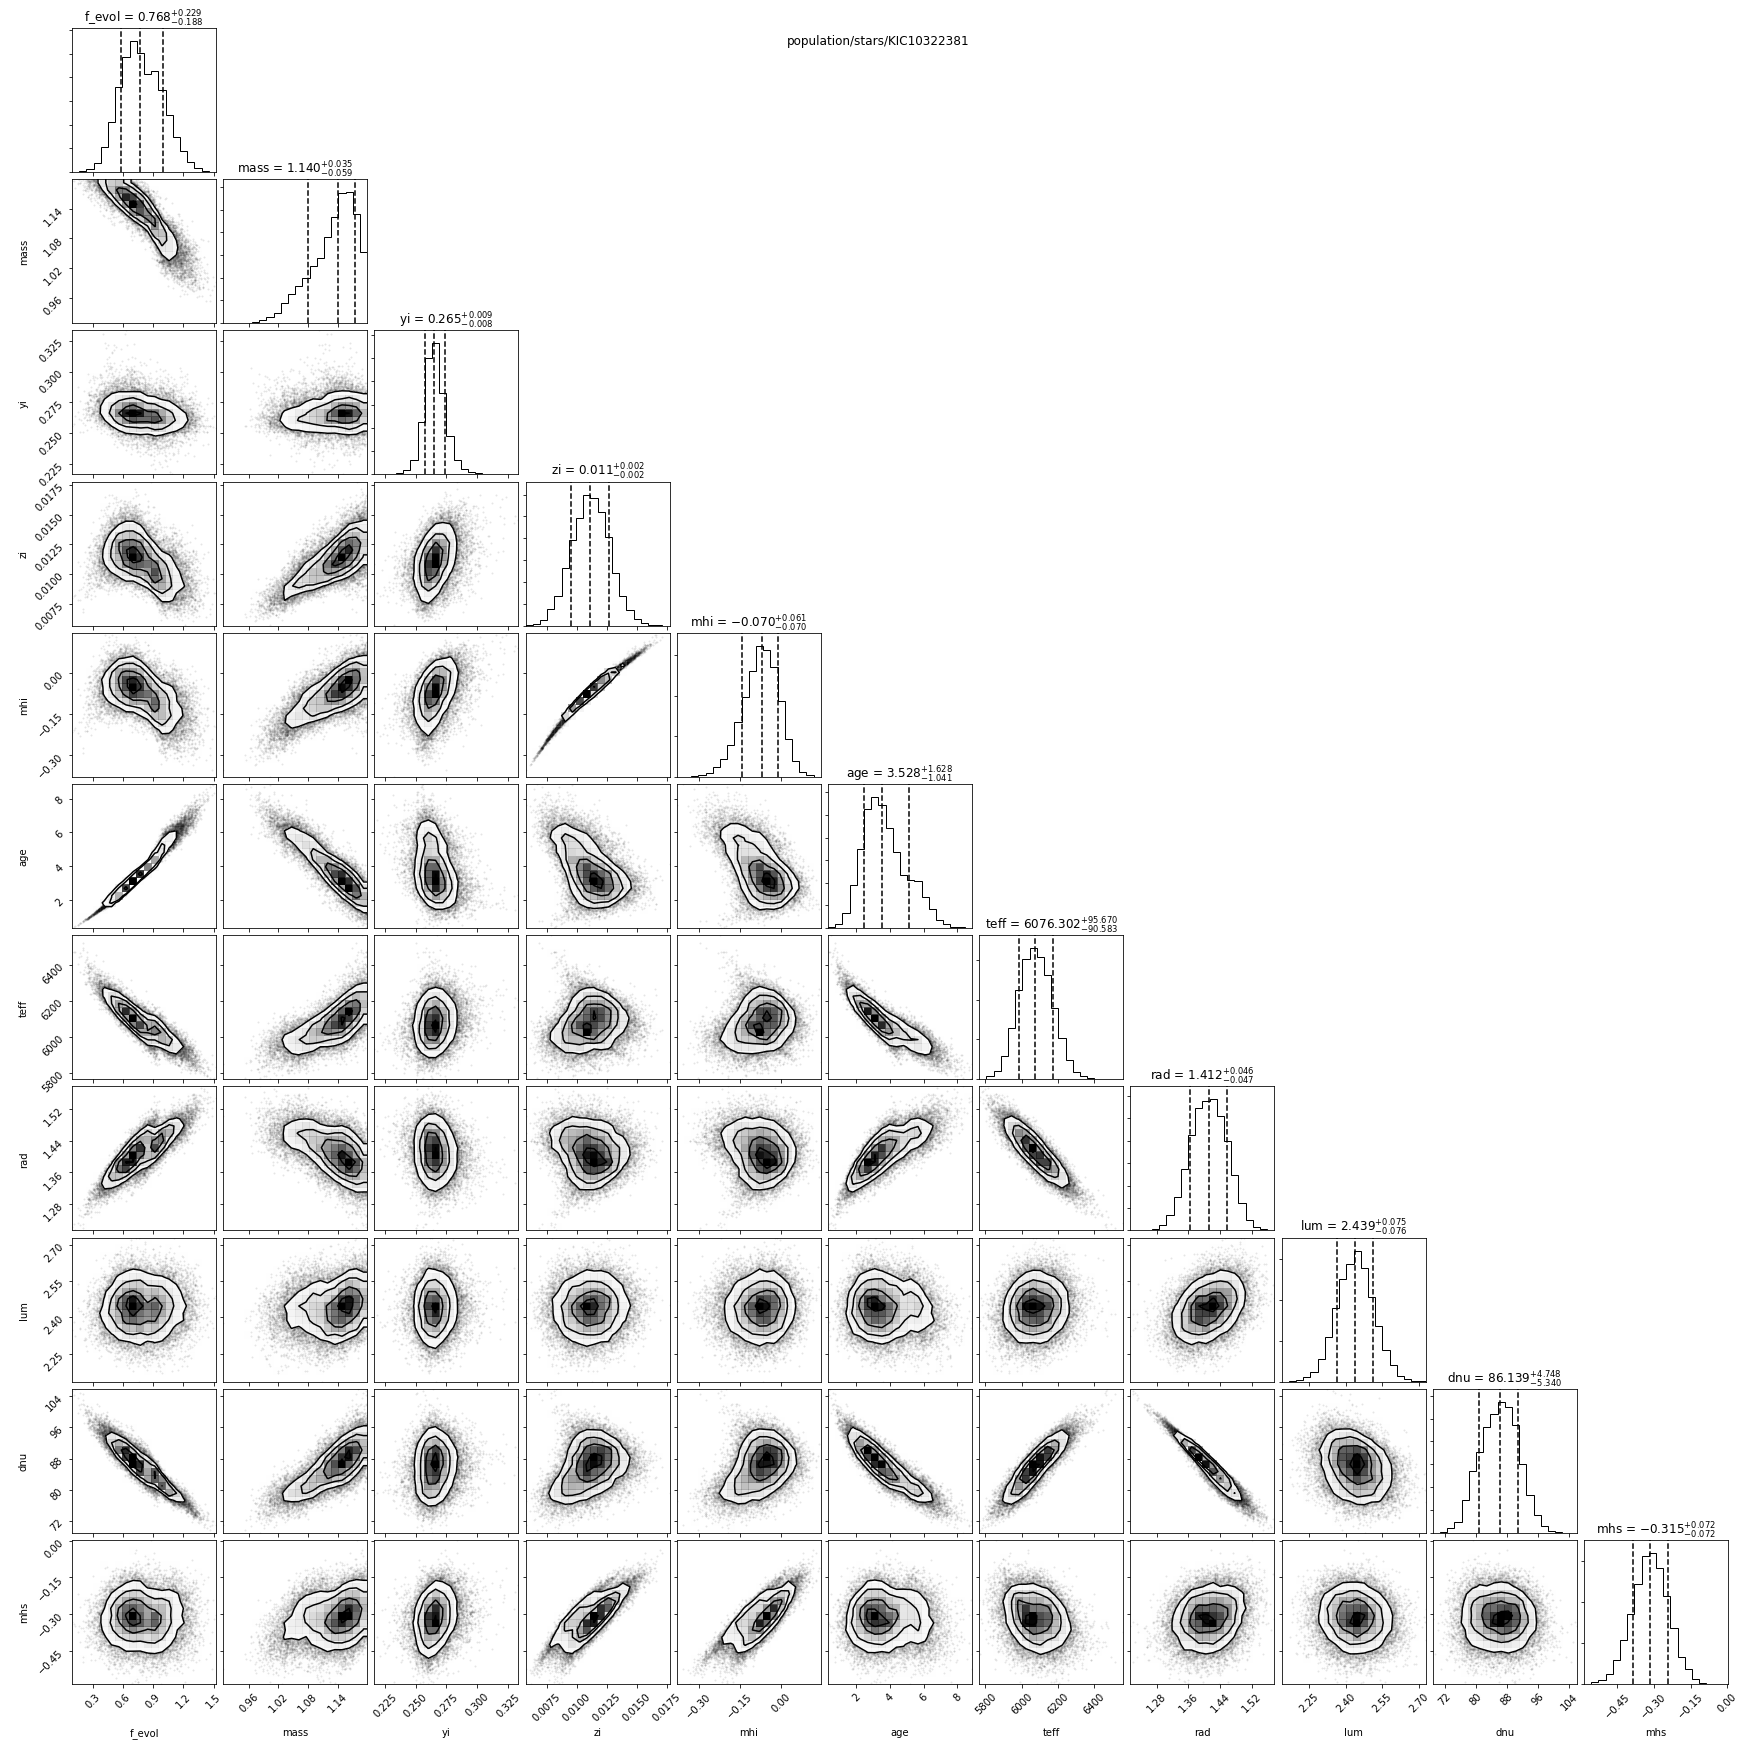 f_evol = 0.768+0.229 −0.188
population/stars/KIC10322381
mass = 1.140+0.035 −0.059
1.14
1.08
1.02
0.96
mass
yi = 0.265+0.009 −0.008
0.325
0.300
0.275
0.250
0.225
yi
zi = 0.011+0.002 −0.002
0.0175
0.0150
0.0125
0.0100
0.0075
zi
mhi = −0.070+0.061 −0.070
0.00
−0.15
−0.30
mhi
age = 3.528+1.628 −1.041
8
6
4
2
age
teff = 6076.302+95.670 −90.583
6400
6200
6000
5800
teff
rad = 1.412+0.046 −0.047
1.52
1.44
1.36
1.28
rad
lum = 2.439+0.075 −0.076
2.70
2.55
2.40
2.25
lum
dnu = 86.139+4.748 −5.340
104
96
88
80
72
dnu
mhs = −0.315+0.072 −0.072
0.00
−0.15
−0.30
−0.45
mhs
0.3 0.6 0.9 1.2 1.5 0.96 1.02 1.08 1.14 0.225 0.250 0.275 0.300 0.325 0.0075 0.0100 0.0125 0.0150 0.0175 −0.30 −0.15 0.00 2 4 6 8 5800 6000 6200 6400 1.28 1.36 1.44 1.52 2.25 2.40 2.55 2.70 72 80 88 96 104 −0.45 −0.30 −0.15 0.00
f_evol mass yi zi mhi age teff rad lum dnu mhs